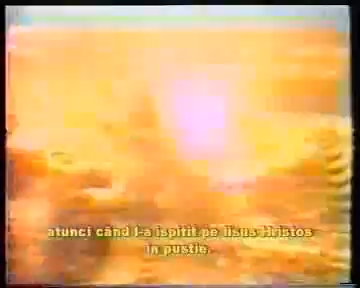 atunci când l-a ispitit pe Iisus Hristos
în pustie.